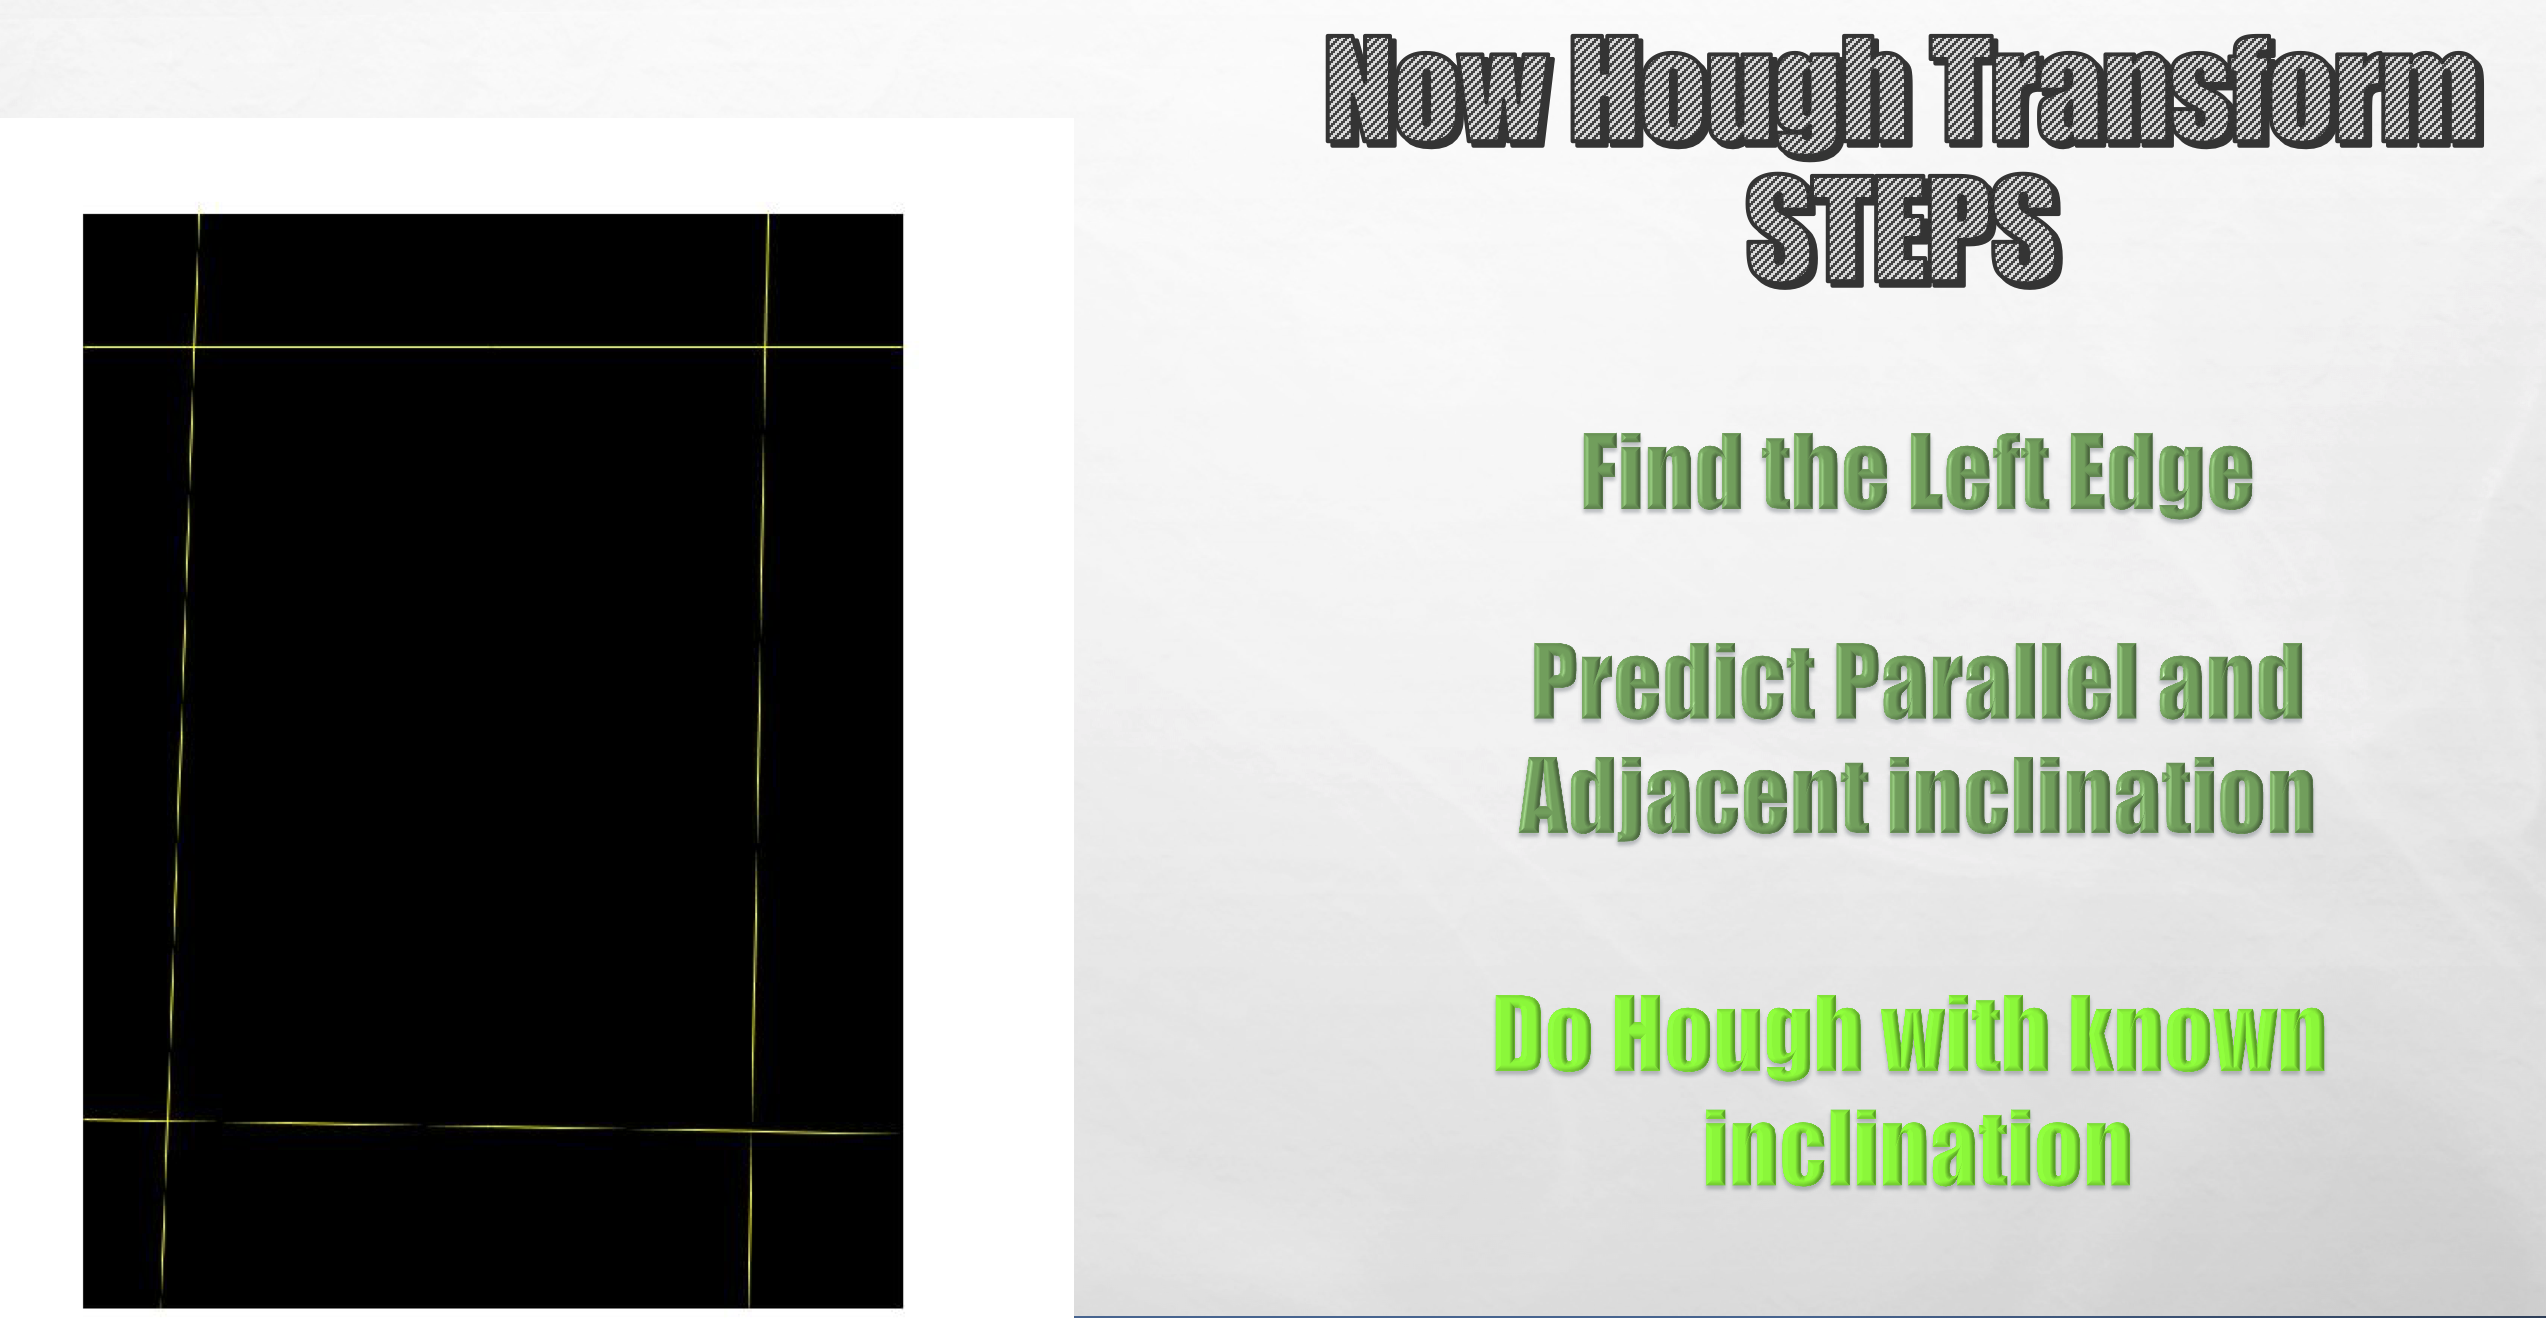 Now Hough Transform
STEPS
Find the Left Edge
Predict Parallel and
Adjacent inclination
Do Hough with known
inclination